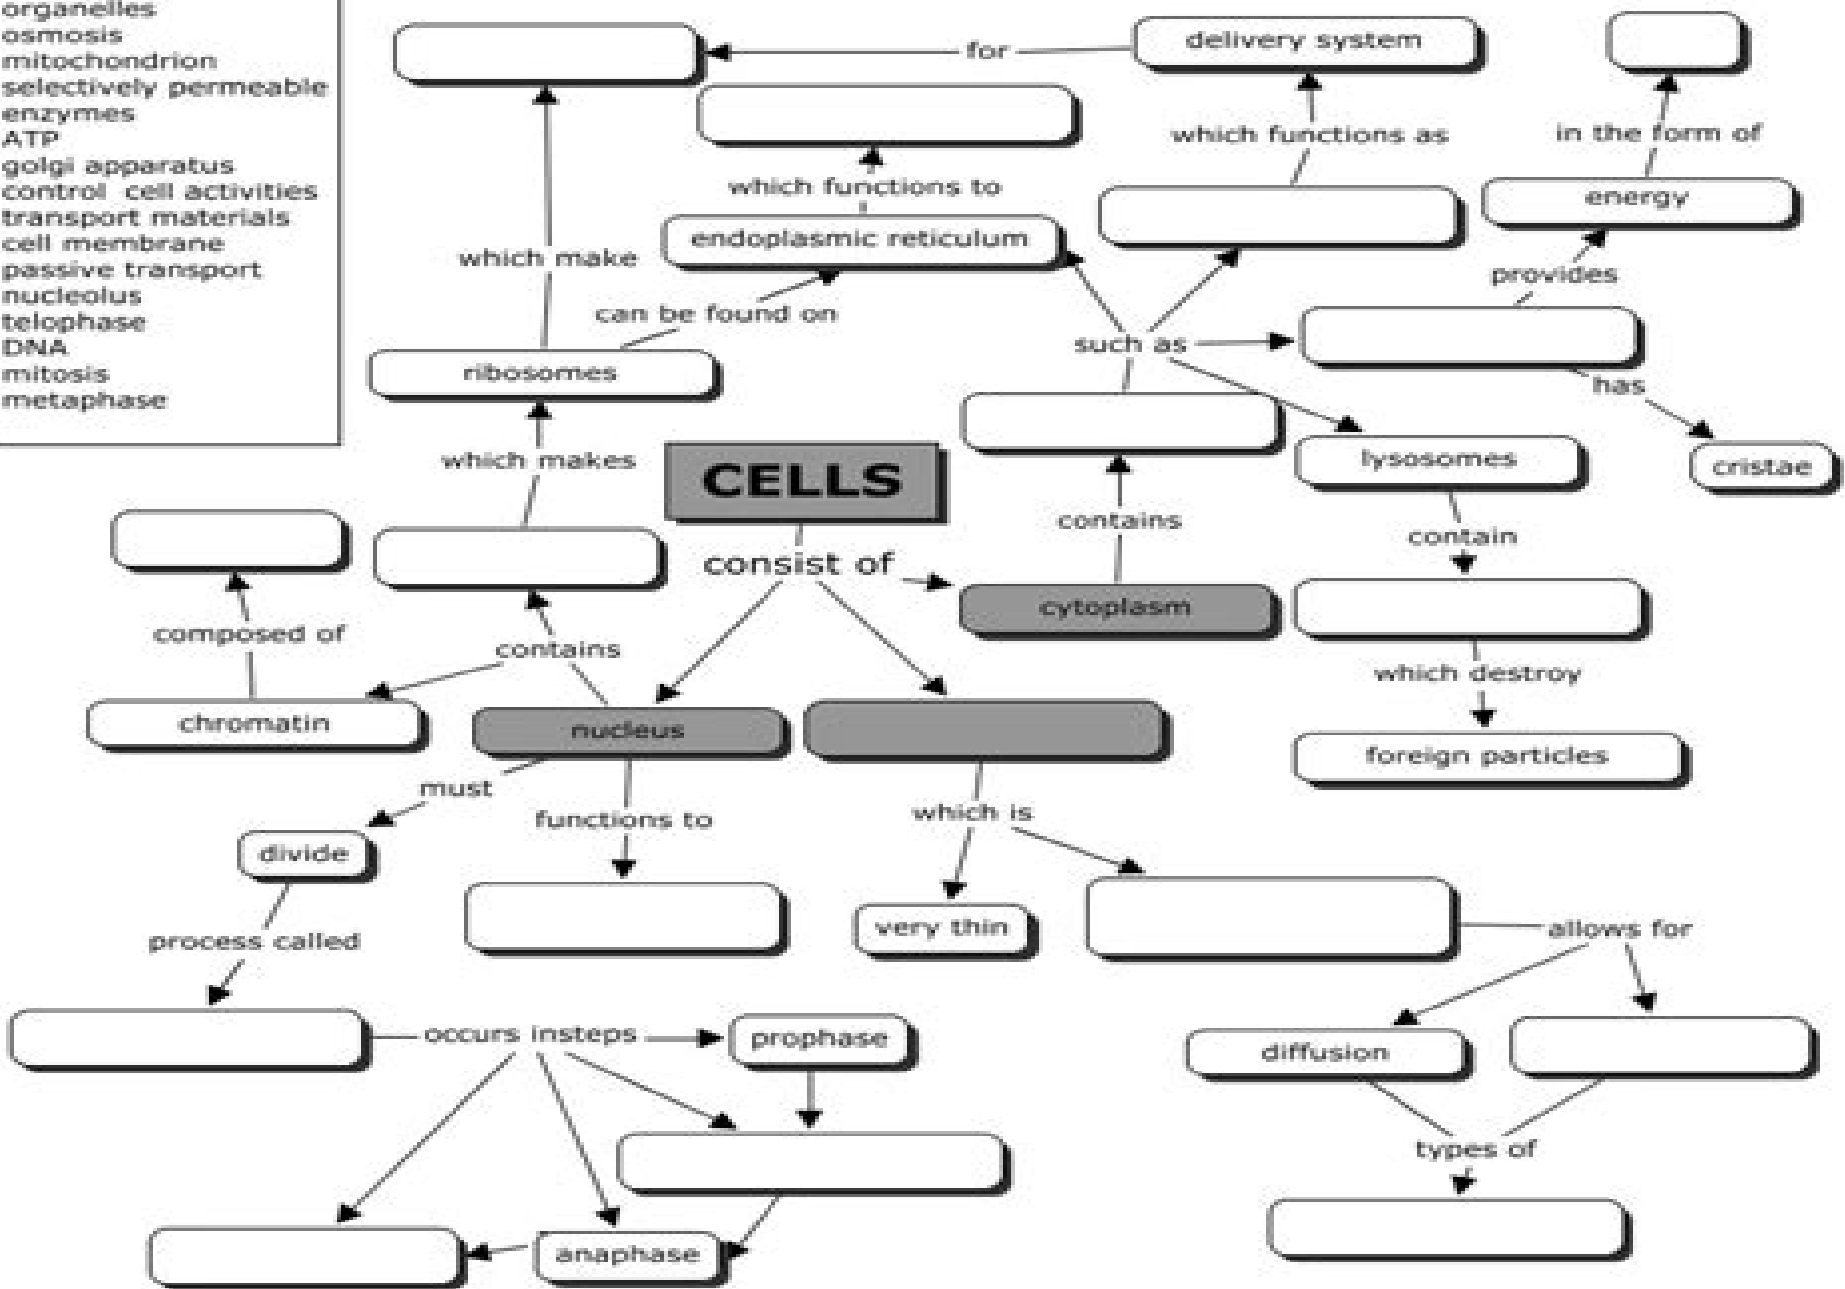 organelles
osmosis
mitochondrion
selectively permeable
enzymes
ATP
golgi apparatus
control cell activities
transport materials
cell membrane
passive transport
nucleolus
telophase
DNA
mitosis
metaphase
for
delivery system
which functions as
in the form of
which functions to
energy
endoplasmic reticulum
which make
provides
can be found on
such as
ribosomes
has
which makes
CELLS
lysosomes
cristae
contains
contain
consist of
cytoplasm
composed of
contains
which destroy
chromatin
nucleus
foreign particles
must
functions to
which is
divide
very thin
allows for
process called
occurs insteps
prophase
diffusion
types of
anaphase